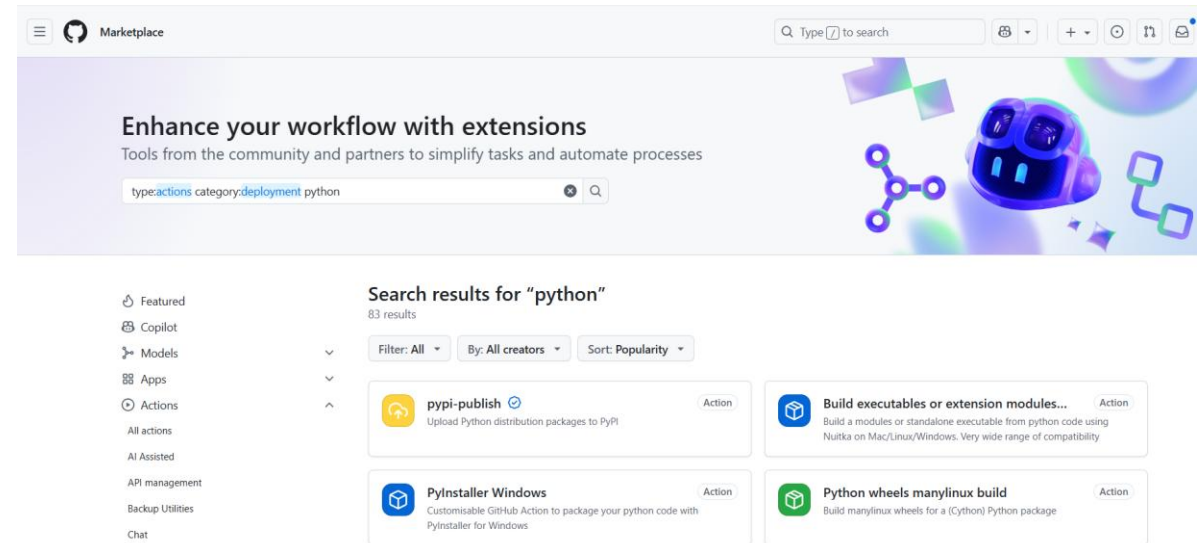 Marketplace
Type / to search
Enhance your workflow with extensions
Tools from the community and partners to simplify tasks and automate processes
type:actions category:deployment python
Featured
Copilot
Models
Apps
Actions
All actions
AI Assisted
API management
Backup Utilities
Chat
Search results for “python”
83 results
Filter: All
By: All creators
Sort: Popularity
pypi-publish
Action
Upload Python distribution packages to PyPI
Build executables or extension modules...
Action
Build a modules or standalone executable from python code using
Nuitka on Mac/Linux/Windows. Very wide range of compatibility
PyInstaller Windows
Action
Customisable GitHub Action to package your python code with
PyInstaller for Windows
Python wheels manylinux build
Action
Build manylinux wheels for a (Cython) Python package